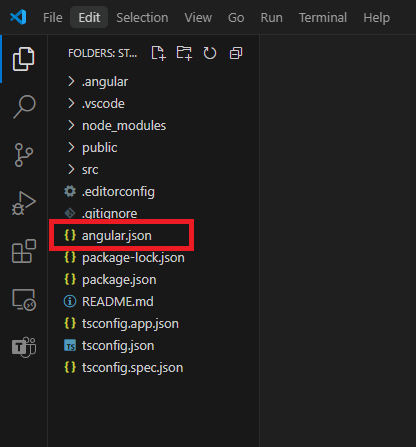 File Edit Selection View Go Run Terminal Help
FOLDERS: ST...
.angular
.vscode
node_modules
public
src
.editorconfig
.gitignore
{} angular.json
{} package-lock.json
{} package.json
README.md
{} tsconfig.app.json
TS tsconfig.json
{} tsconfig.spec.json